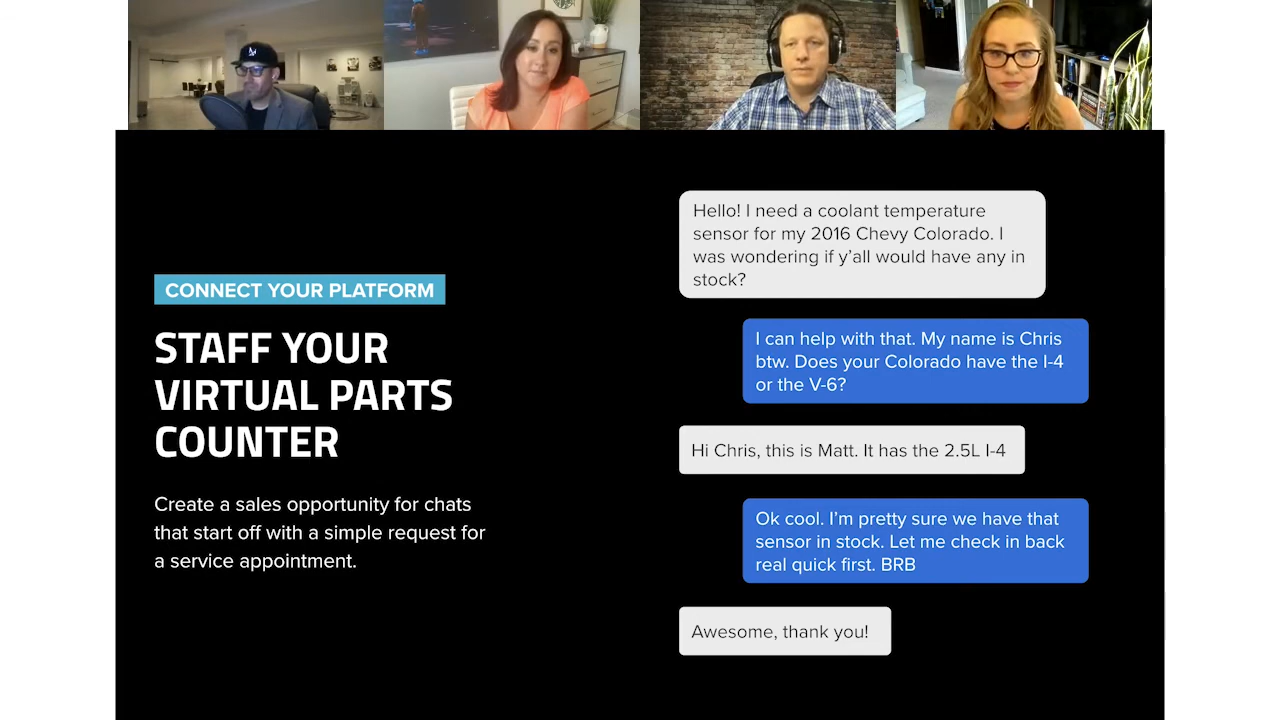 CONNECT YOUR PLATFORM
STAFF YOUR
VIRTUAL PARTS
COUNTER
Create a sales opportunity for chats
that start off with a simple request for
a service appointment.
Hello! I need a coolant temperature
sensor for my 2016 Chevy Colorado. I
was wondering if y’all would have any in
stock?
I can help with that. My name is Chris
btw. Does your Colorado have the I-4
or the V-6?
Hi Chris, this is Matt. It has the 2.5L I-4
Ok cool. I’m pretty sure we have that
sensor in stock. Let me check in back
real quick first. BRB
Awesome, thank you!